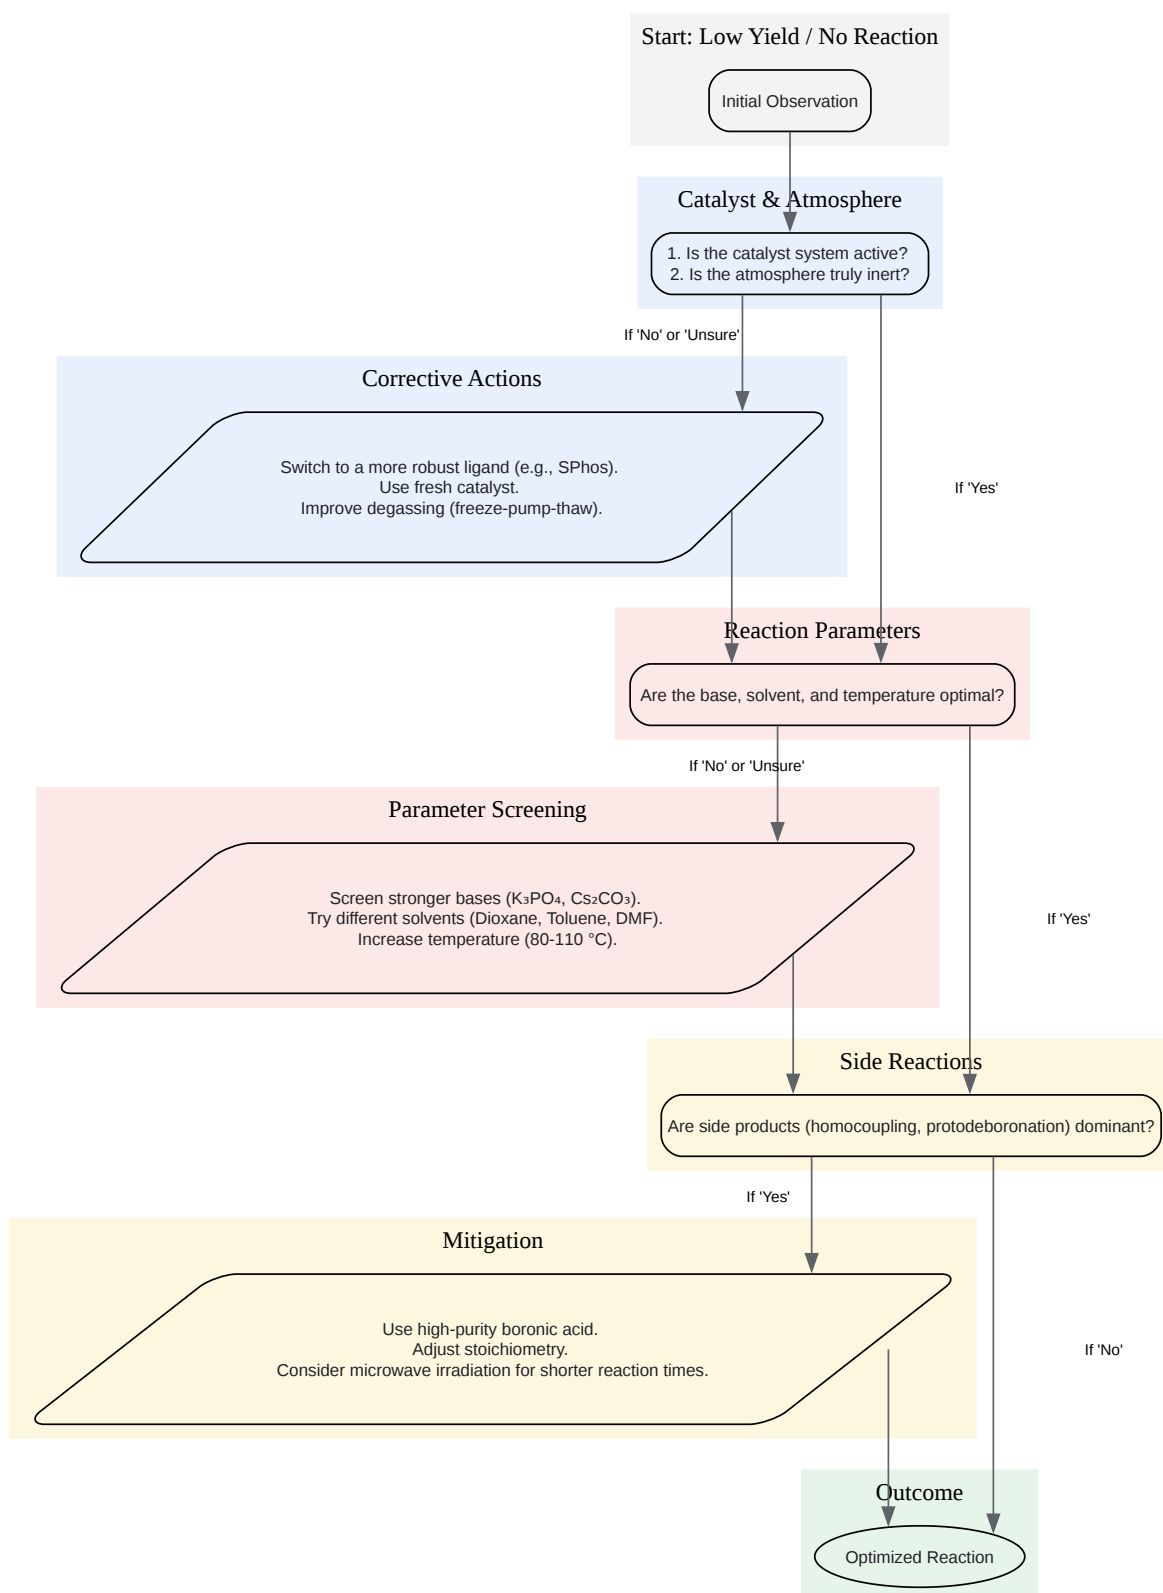 Start: Low Yield / No Reaction
Initial Observation
Catalyst & Atmosphere
1. Is the catalyst system active?
2. Is the atmosphere truly inert?
If 'No' or 'Unsure'
Corrective Actions
Switch to a more robust ligand (e.g., SPhos).
Use fresh catalyst.
Improve degassing (freeze-pump-thaw).
If 'Yes'
Reaction Parameters
Are the base, solvent, and temperature optimal?
If 'No' or 'Unsure'
Parameter Screening
Screen stronger bases (K₃PO₄, Cs₂CO₃).
Try different solvents (Dioxane, Toluene, DMF).
Increase temperature (80-110 °C).
If 'Yes'
Side Reactions
Are side products (homocoupling, protodeboronation) dominant?
If 'Yes'
Mitigation
Use high-purity boronic acid.
Adjust stoichiometry.
Consider microwave irradiation for shorter reaction times.
If 'No'
Outcome
Optimized Reaction